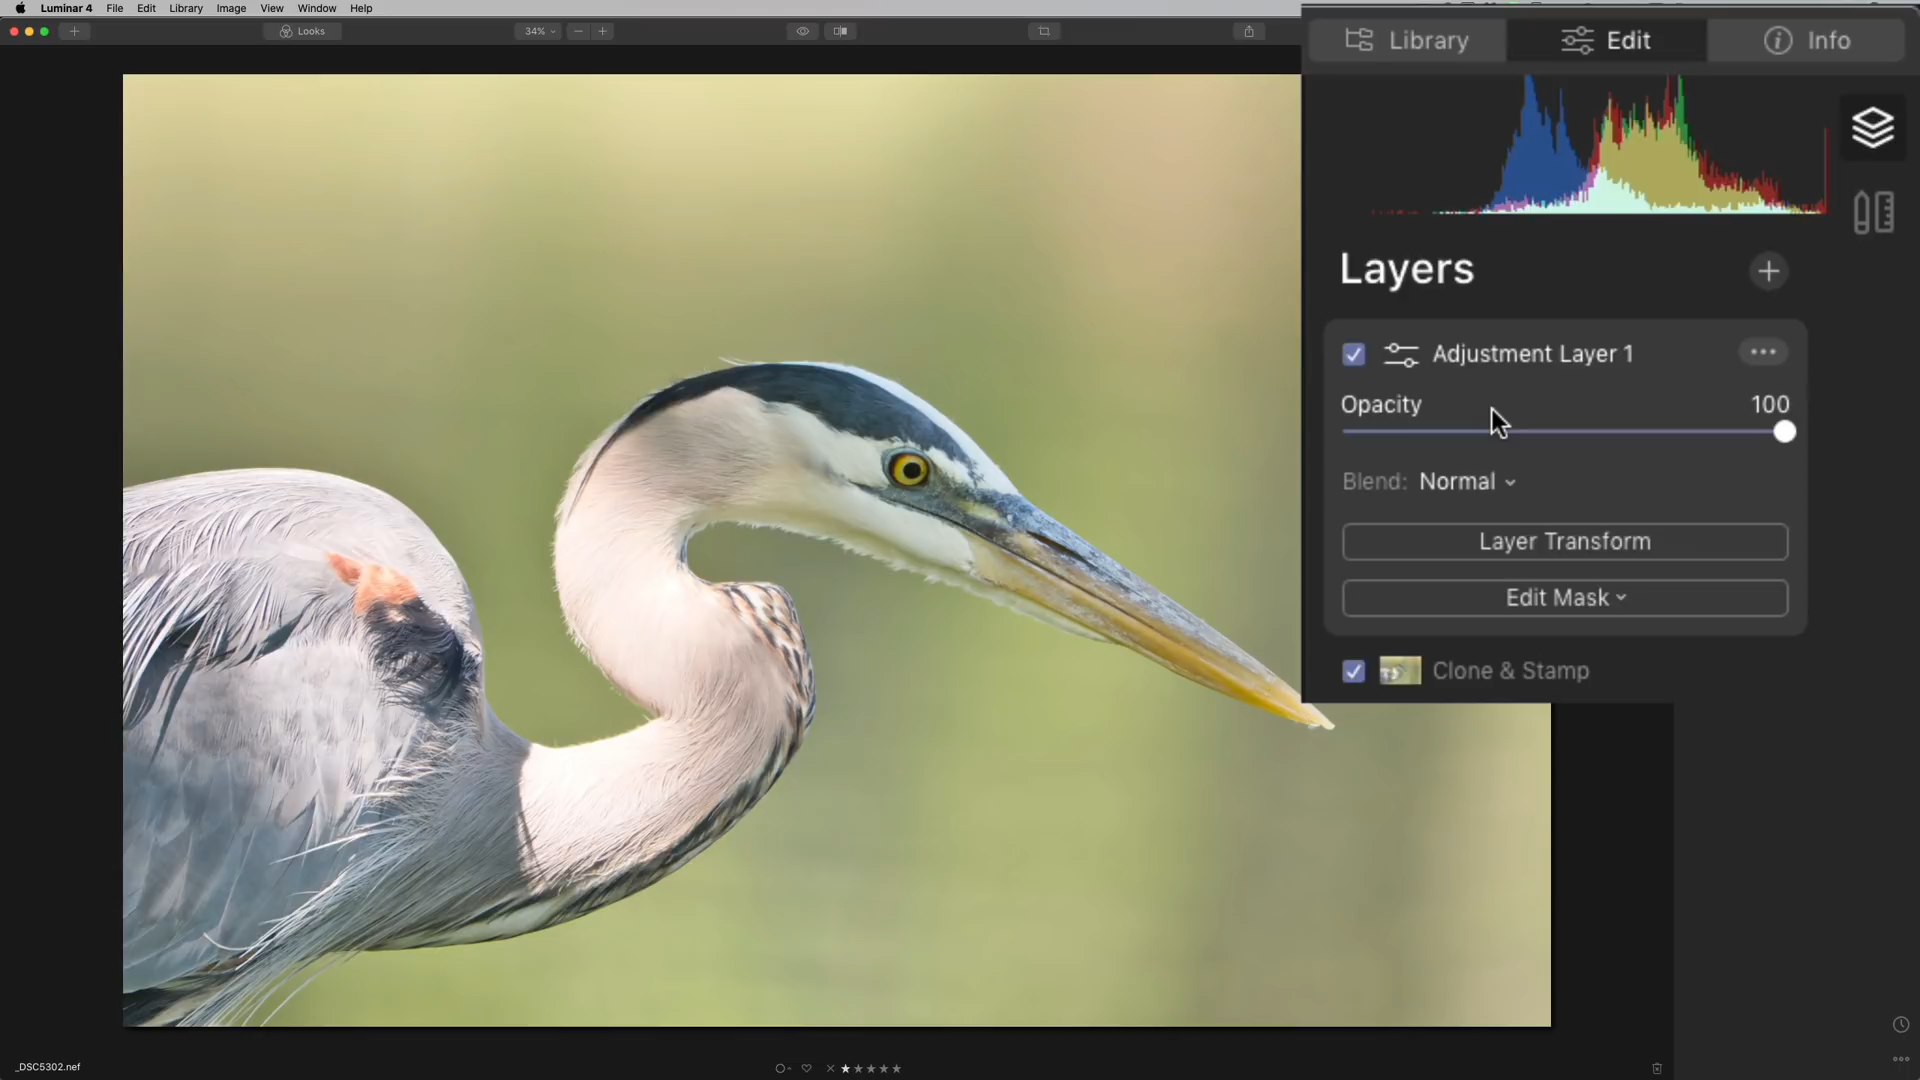 Luminar 4 File Edit Library Image View Window Help
Looks
34%
Library Edit Info
Layers
Adjustment Layer 1
Opacity 100
Blend: Normal
Layer Transform
Edit Mask
Clone & Stamp
_DSC5302.nef